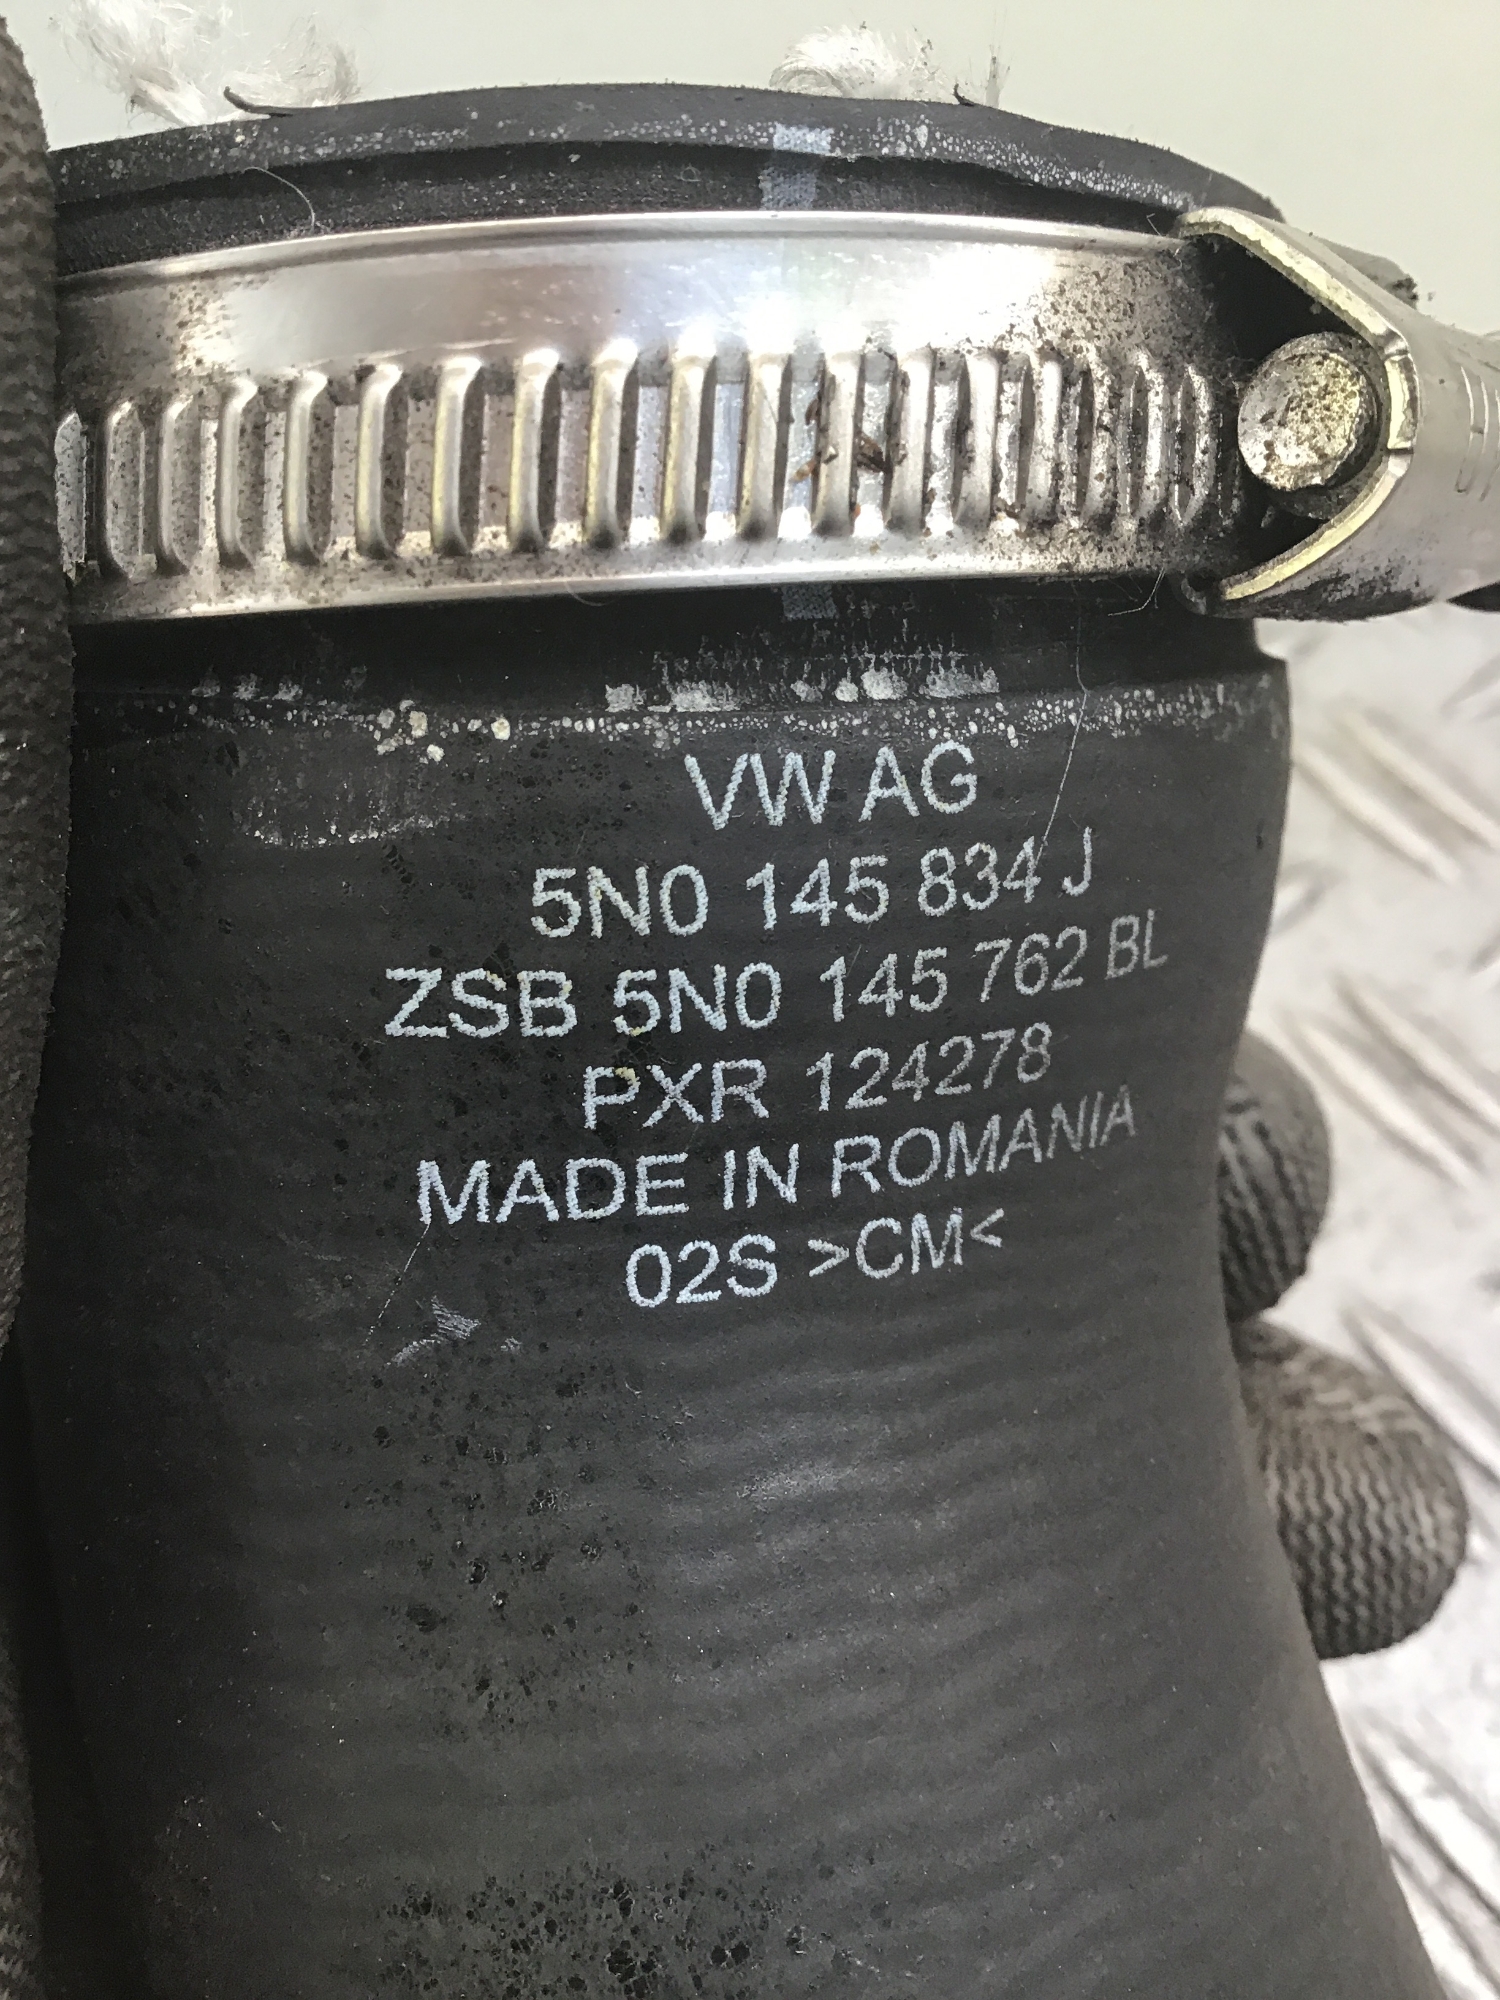 VW AG
5N0 145 834 J
ZSB 5N0 145 762 BL
PXR 124278
MADE IN ROMANIA
02S >CM<